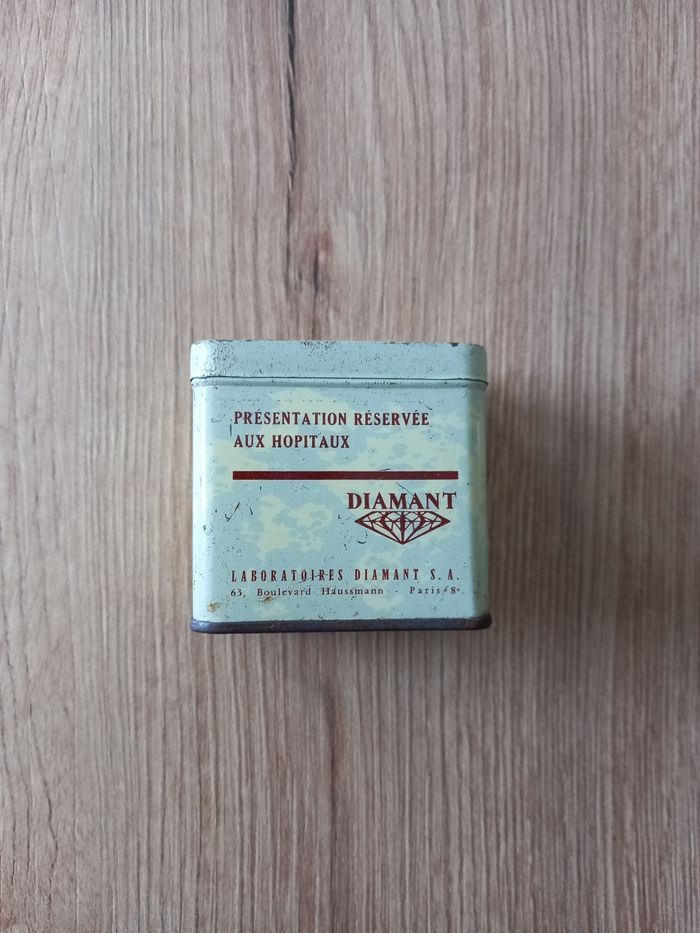 PRÉSENTATION RÉSERVÉE
AUX HOPITAUX
DIAMANT
LABORATOIRES DIAMANT S.A.
63, Boulevard Haussmann - Paris 8e